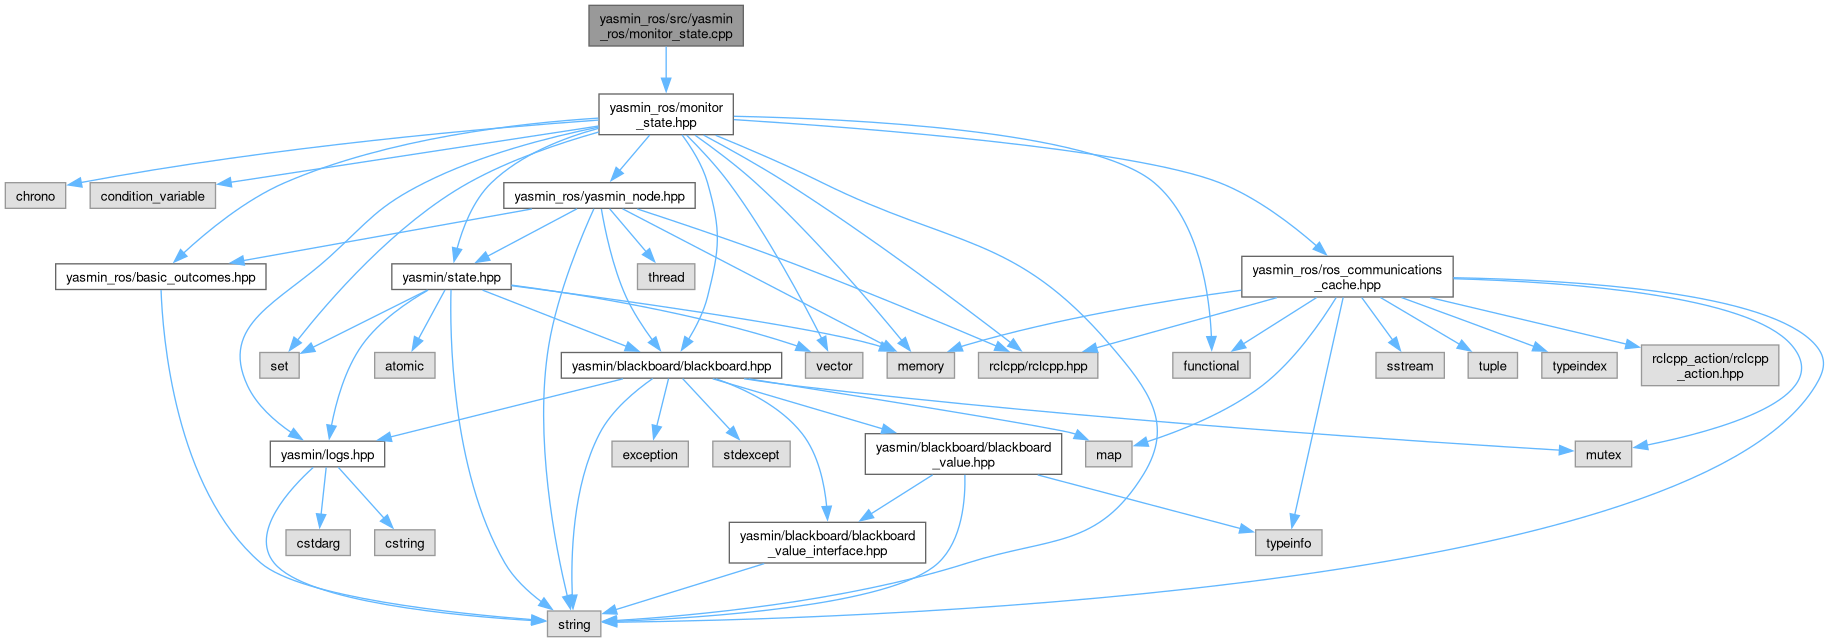 yasmin_ros/src/yasmin
_ros/monitor_state.cpp
yasmin_ros/monitor
_state.hpp
chrono
condition_variable
yasmin_ros/yasmin_node.hpp
yasmin_ros/basic_outcomes.hpp
yasmin/state.hpp
thread
yasmin_ros/ros_communications
_cache.hpp
set
atomic
yasmin/blackboard/blackboard.hpp
vector
memory
rclcpp/rclcpp.hpp
functional
sstream
tuple
typeindex
rclcpp_action/rclcpp
_action.hpp
yasmin/logs.hpp
exception
stdexcept
yasmin/blackboard/blackboard
_value.hpp
map
mutex
cstdarg
cstring
yasmin/blackboard/blackboard
_value_interface.hpp
typeinfo
string